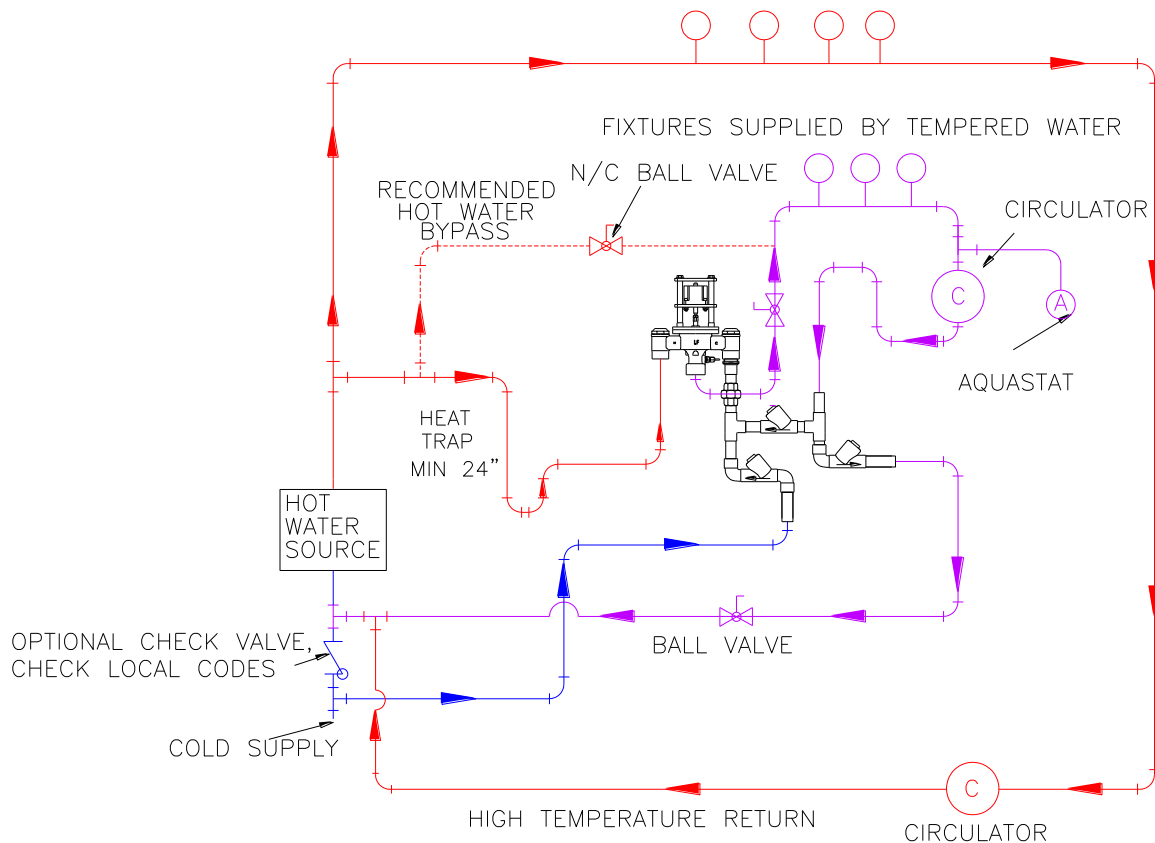 FIXTURES SUPPLIED BY TEMPERED WATER
N/C BALL VALVE
RECOMMENDED
HOT WATER
BYPASS
CIRCULATOR
C
A
AQUASTAT
HEAT
TRAP
MIN 24"
HOT
WATER
SOURCE
OPTIONAL CHECK VALVE,
CHECK LOCAL CODES
BALL VALVE
COLD SUPPLY
C
HIGH TEMPERATURE RETURN
CIRCULATOR